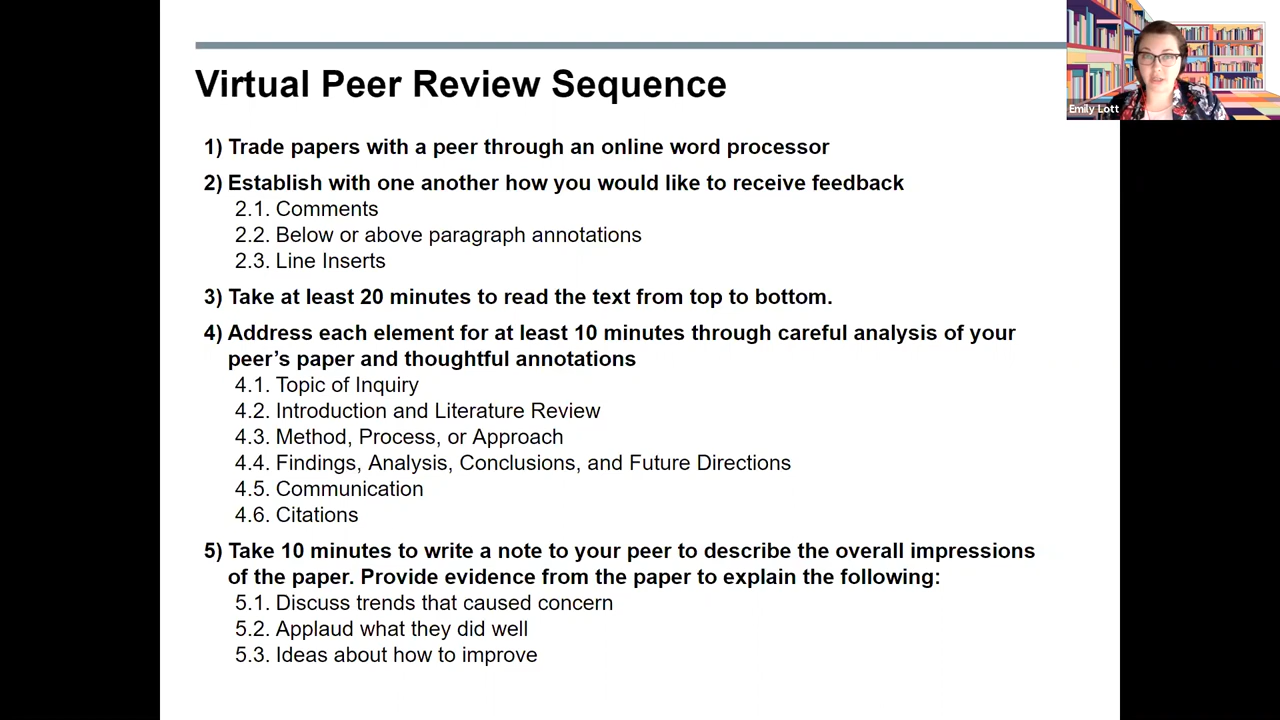 Virtual Peer Review Sequence
Emily Lott
1) Trade papers with a peer through an online word processor
2) Establish with one another how you would like to receive feedback
2.1. Comments
2.2. Below or above paragraph annotations
2.3. Line Inserts
3) Take at least 20 minutes to read the text from top to bottom.
4) Address each element for at least 10 minutes through careful analysis of your
peer’s paper and thoughtful annotations
4.1. Topic of Inquiry
4.2. Introduction and Literature Review
4.3. Method, Process, or Approach
4.4. Findings, Analysis, Conclusions, and Future Directions
4.5. Communication
4.6. Citations
5) Take 10 minutes to write a note to your peer to describe the overall impressions
of the paper. Provide evidence from the paper to explain the following:
5.1. Discuss trends that caused concern
5.2. Applaud what they did well
5.3. Ideas about how to improve